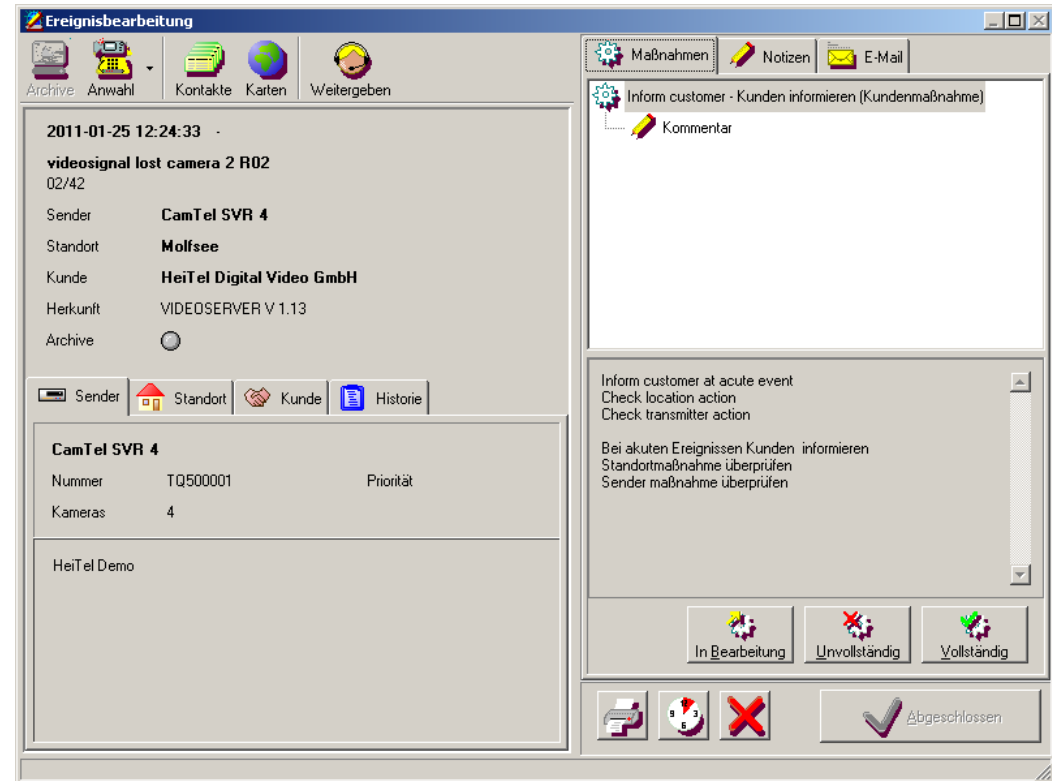 Ereignisbearbeitung
Archive Anwahl Kontakte Karten Weitergeben
2011-01-25 12:24:33 -
videosignal lost camera 2 R02
02/42
Sender CamTel SVR 4
Standort Molfsee
Kunde HeiTel Digital Video GmbH
Herkunft VIDEOSERVER V 1.13
Archive
Sender Standort Kunde Historie
CamTel SVR 4
Nummer TQ500001 Priorität
Kameras 4
HeiTel Demo
Maßnahmen Notizen E-Mail
Inform customer - Kunden informieren (Kundenmaßnahme)
Kommentar
Inform customer at acute event
Check location action
Check transmitter action
Bei akuten Ereignissen Kunden informieren
Standortmaßnahme überprüfen
Sender maßnahme überprüfen
In Bearbeitung Unvollständig Vollständig
9 3 6
Abgeschlossen